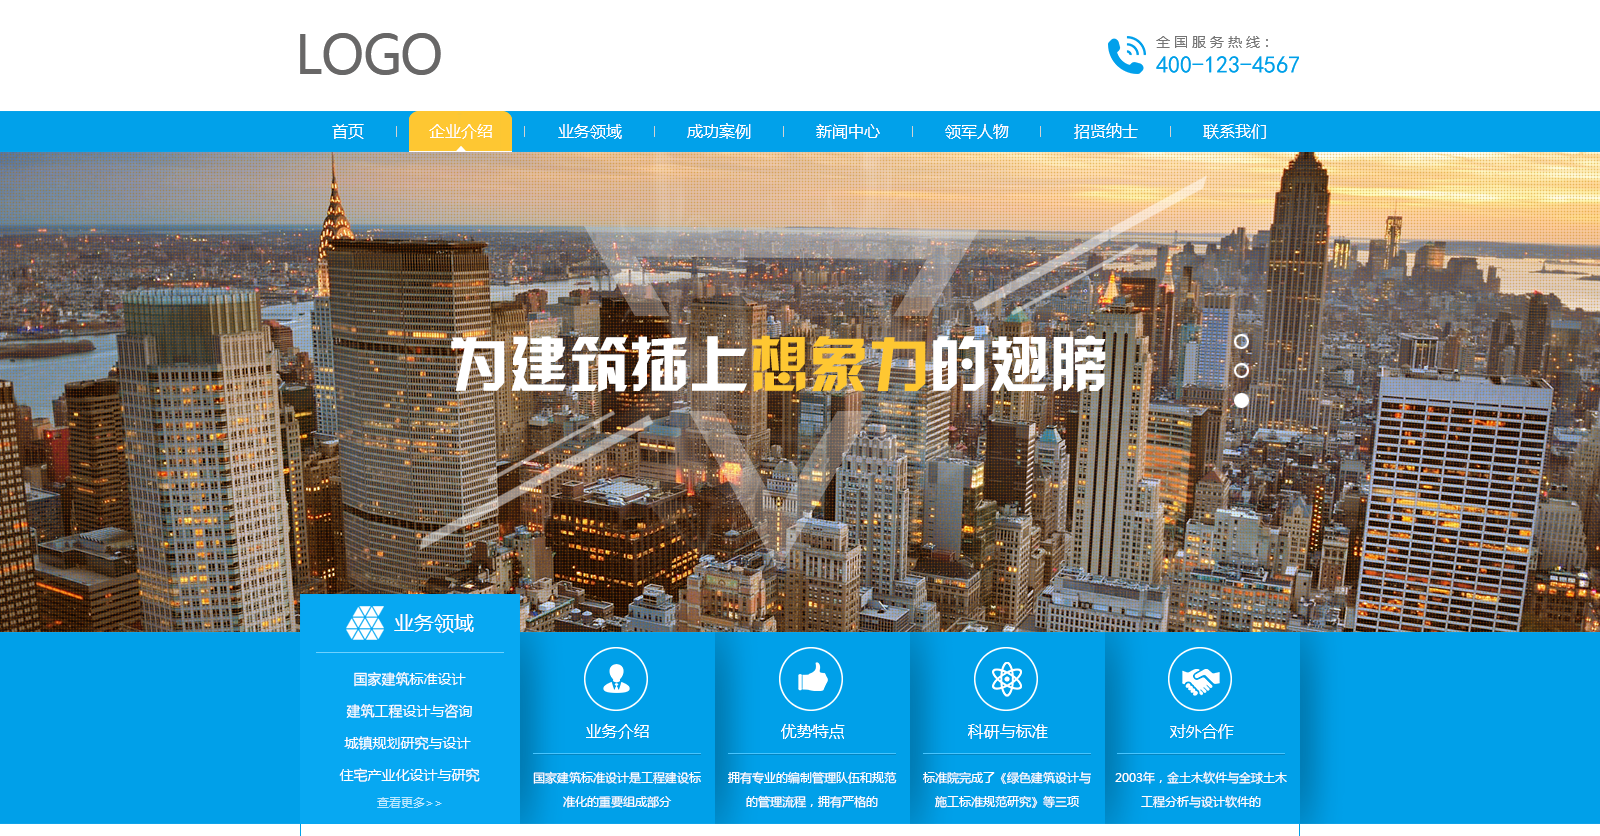 LOGO
全国服务热线：
400-123-4567
首页 企业介绍 业务领域 成功案例 新闻中心 领军人物 招贤纳士 联系我们
为建筑插上想象力的翅膀
业务领域
国家建筑标准设计
建筑工程设计与咨询
城镇规划研究与设计
住宅产业化设计与研究
查看更多>>
业务介绍
国家建筑标准设计是工程建设标
准化的重要组成部分
优势特点
拥有专业的编制管理队伍和规范
的管理流程，拥有严格的
科研与标准
标准院完成了《绿色建筑设计与
施工标准规范研究》等三项
对外合作
2003年，金土木软件与全球土木
工程分析与设计软件的